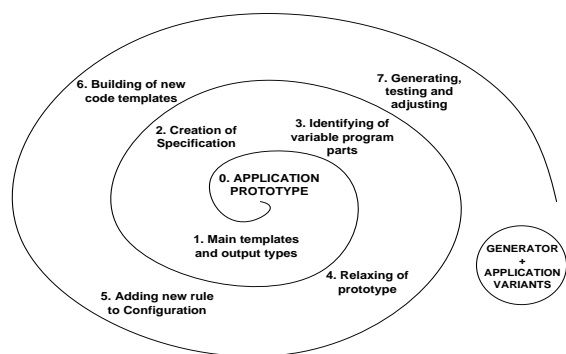 0. APPLICATION
PROTOTYPE
1. Main templates
and output types
2. Creation of
Specification
3. Identifying of
variable program
parts
4. Relaxing of
prototype
5. Adding new rule
to Configuration
6. Building of new
code templates
7. Generating,
testing and
adjusting
GENERATOR
+
APPLICATION
VARIANTS